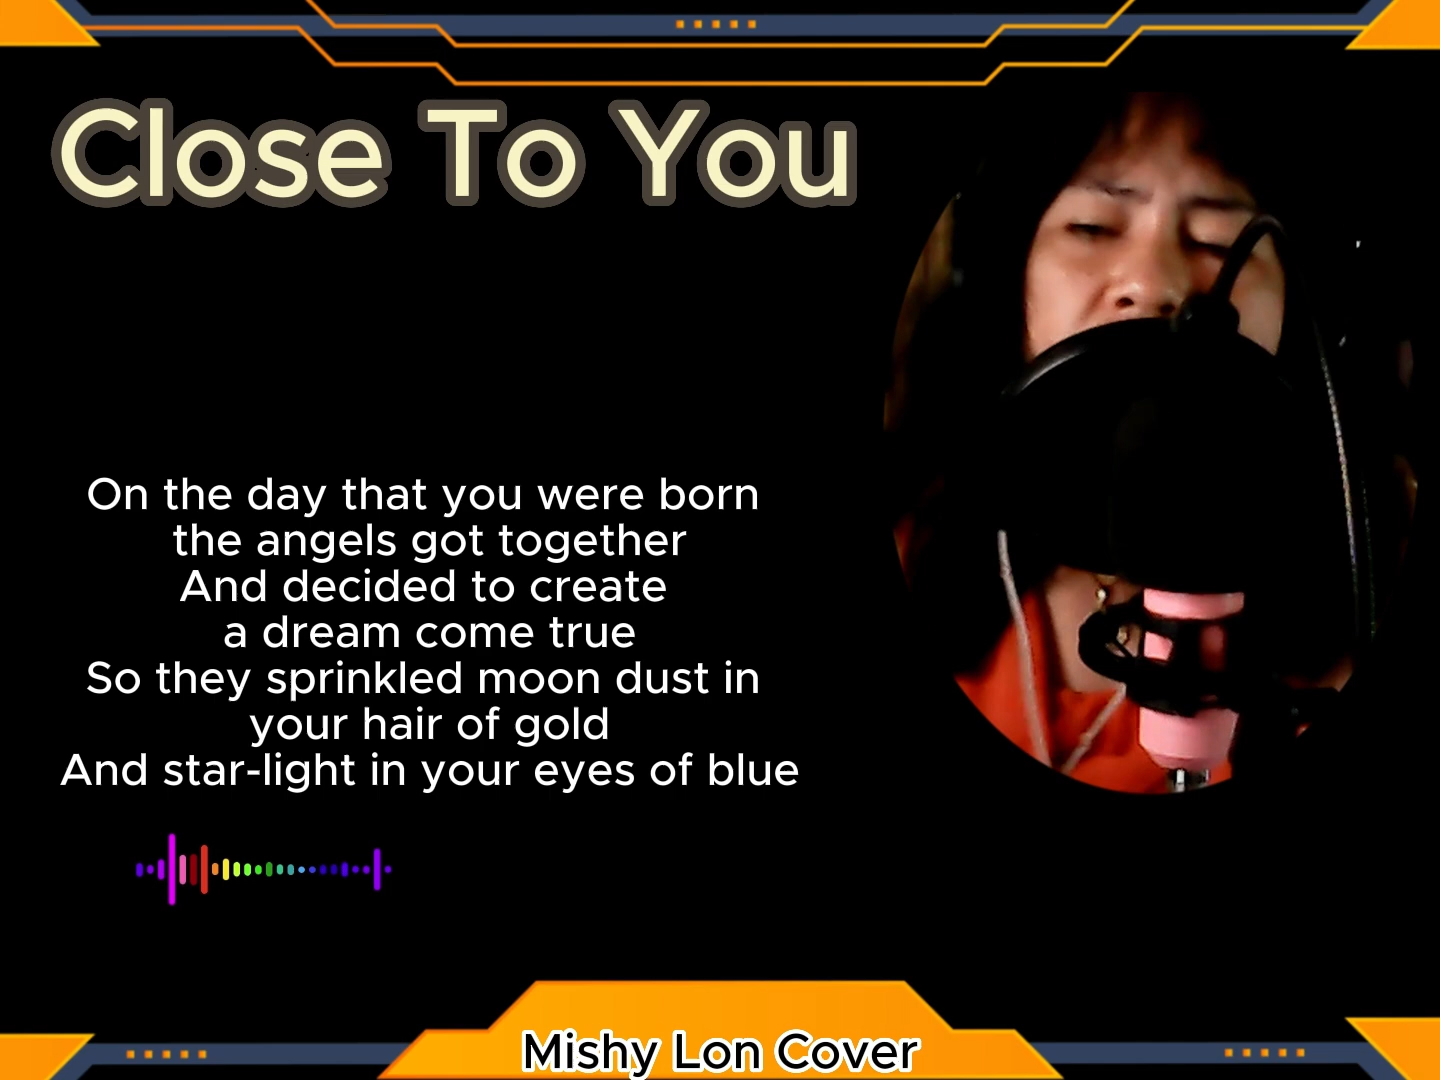 Close To You
On the day that you were born
the angels got together
And decided to create
a dream come true
So they sprinkled moon dust in
your hair of gold
And star-light in your eyes of blue
Mishy Lon Cover